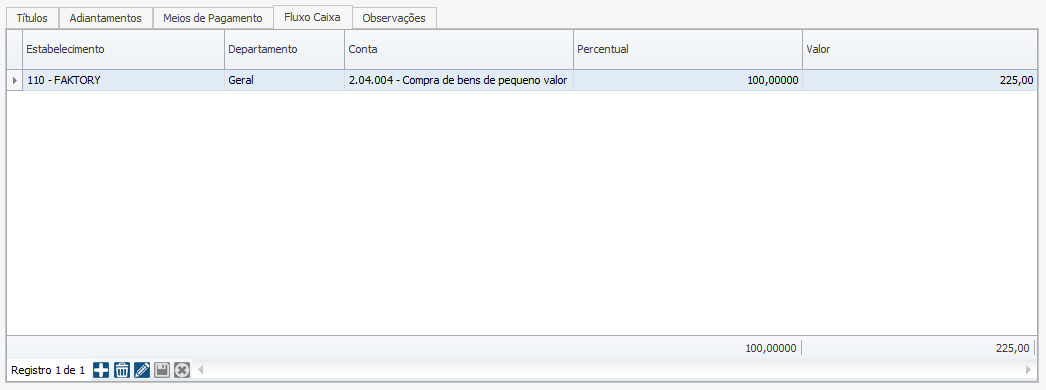 Títulos Adiantamentos Meios de Pagamento Fluxo Caixa Observações
Estabelecimento Departamento Conta Percentual Valor
110 - FAKTORY Geral 2.04.004 - Compra de bens de pequeno valor 100,00000 225,00
100,00000 225,00
Registro 1 de 1